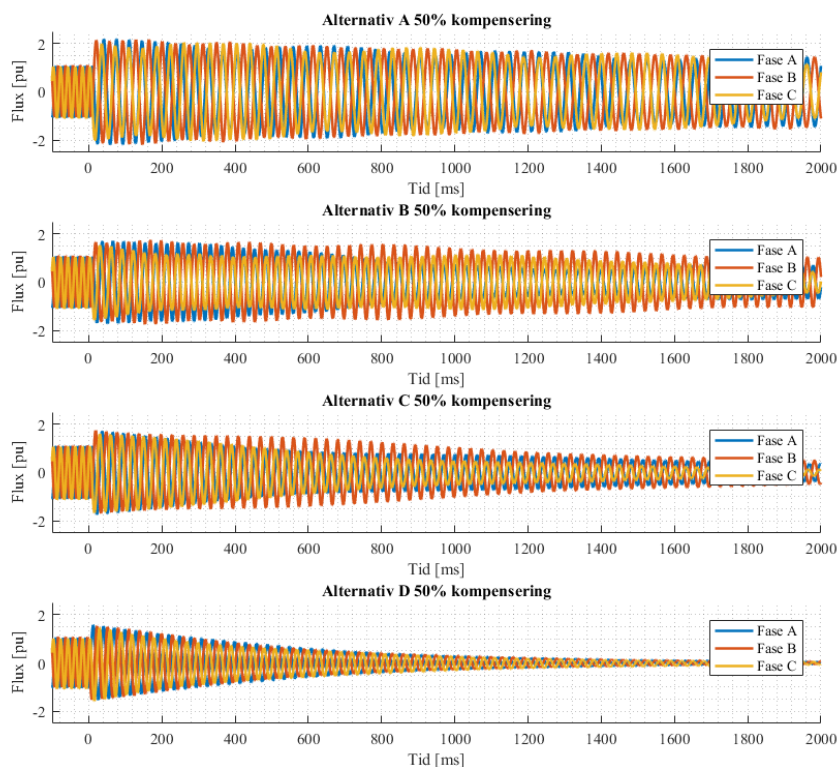 Alternativ A 50% kompensering
Flux [pu]
2
0
-2
Fase A
Fase B
Fase C
0 200 400 600 800 1000 1200 1400 1600 1800 2000
Tid [ms]
Alternativ B 50% kompensering
Flux [pu]
2
0
-2
Fase A
Fase B
Fase C
0 200 400 600 800 1000 1200 1400 1600 1800 2000
Tid [ms]
Alternativ C 50% kompensering
Flux [pu]
2
0
-2
Fase A
Fase B
Fase C
0 200 400 600 800 1000 1200 1400 1600 1800 2000
Tid [ms]
Alternativ D 50% kompensering
Flux [pu]
2
0
-2
Fase A
Fase B
Fase C
0 200 400 600 800 1000 1200 1400 1600 1800 2000
Tid [ms]